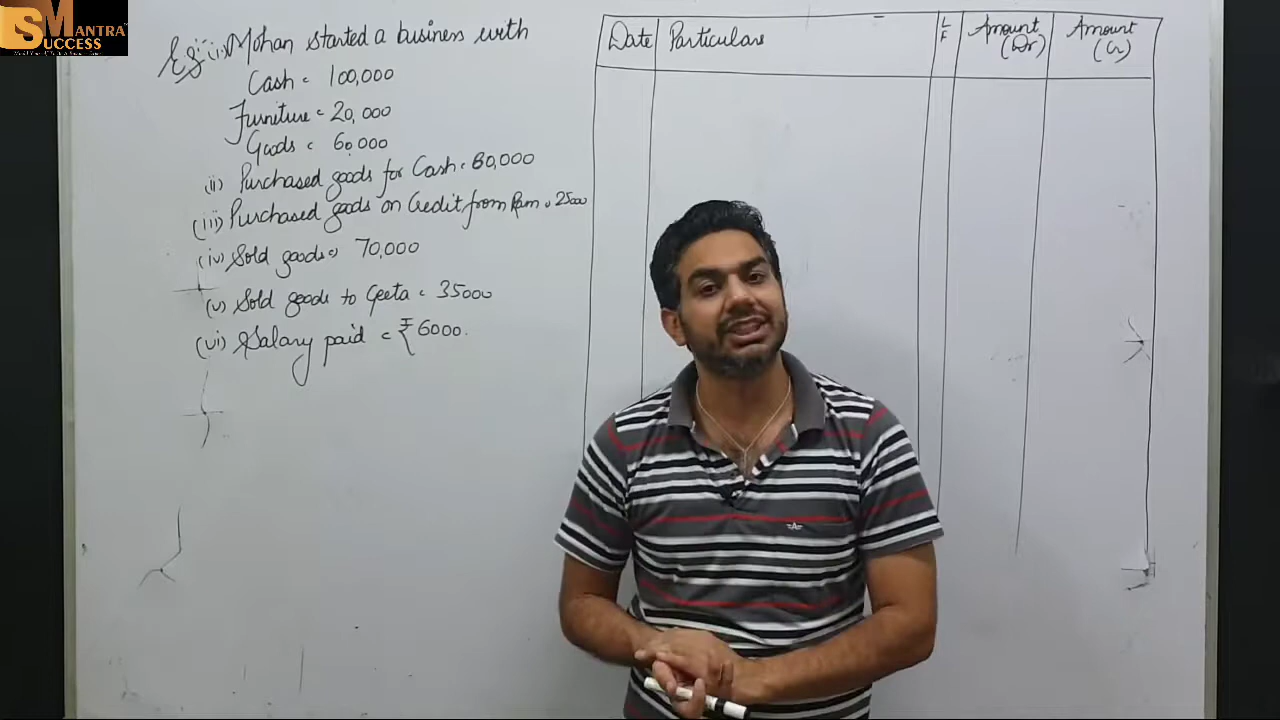 SMANTRA
SUCCESS
Eg: (i) Mohan started a business with
Cash = 100,000
Furniture = 20,000
Goods = 60,000
(ii) Purchased goods for Cash = 80,000
(iii) Purchased goods on Credit from Ram = 25000
(iv) Sold goods = 70,000
(v) Sold goods to Geeta = 35000
(vi) Salary paid = ₹6000.
Date Particulars L F Amount (Dr) Amount (Cr)